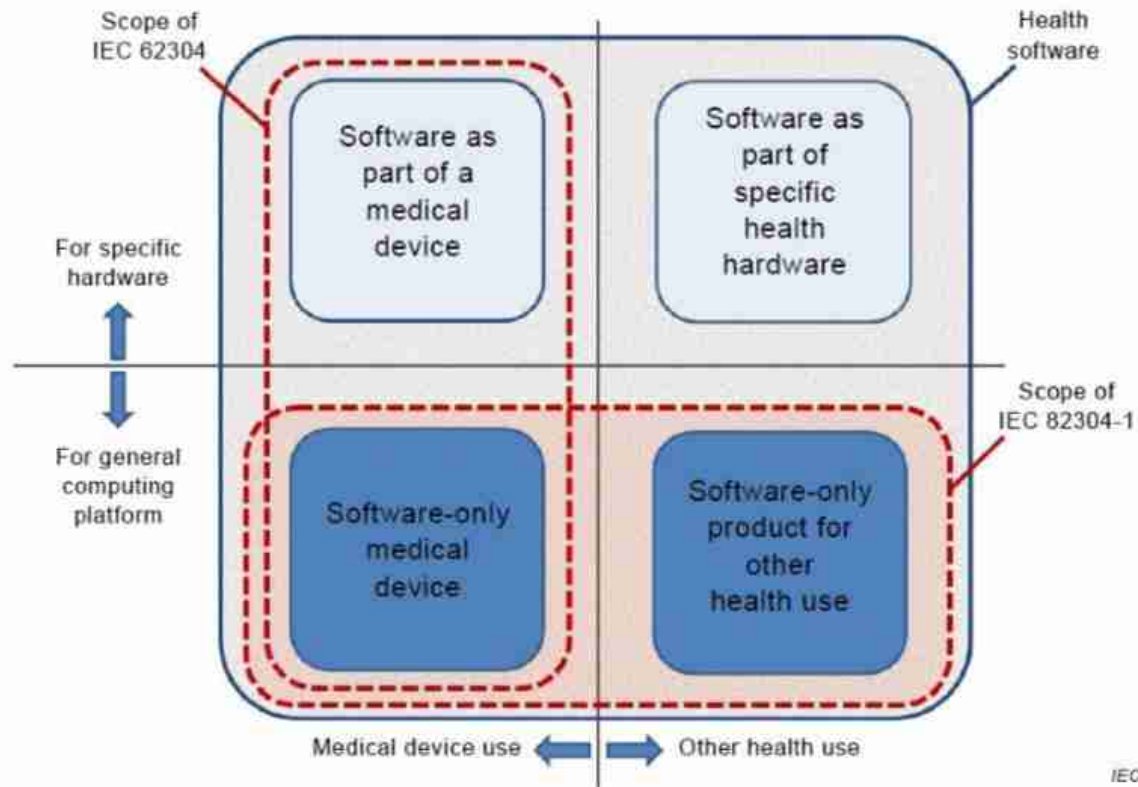 Scope of
IEC 62304
Health
software
Software as
part of a
medical
device
Software as
part of
specific
health
hardware
For specific
hardware
Scope of
IEC 82304-1
For general
computing
platform
Software-only
medical
device
Software-only
product for
other
health use
Medical device use
Other health use
IEC